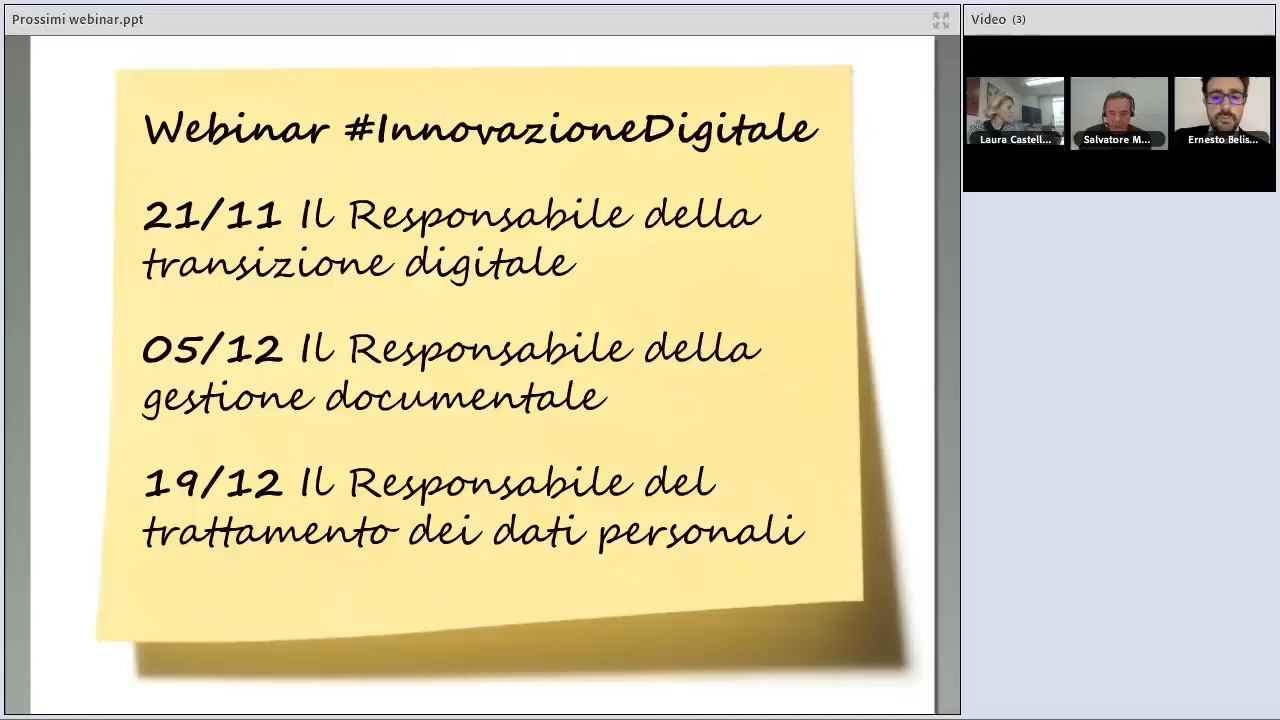 Prossimi webinar.ppt
Webinar #InnovazioneDigitale
21/11 Il Responsabile della
transizione digitale
05/12 Il Responsabile della
gestione documentale
19/12 Il Responsabile del
trattamento dei dati personali
Video (3)
Laura Castell...
Salvatore M...
Ernesto Belis...